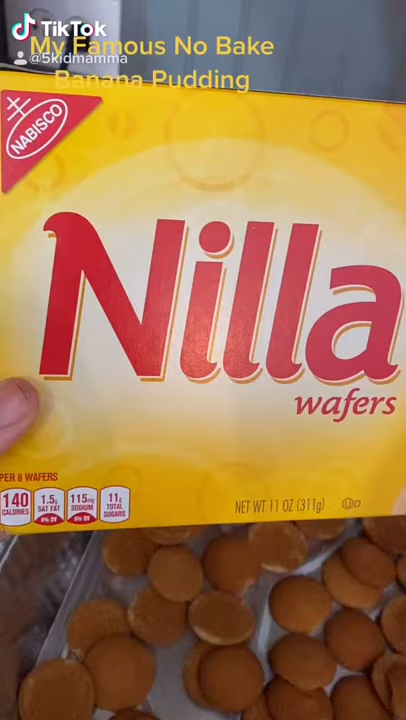 TikTok
@5kidmamma
My Famous No Bake
Banana Pudding
NABISCO
Nilla
wafers
PER 8 WAFERS
140
CALORIES
1.5g
SAT FAT
8% DV
115mg
SODIUM
5% DV
11g
TOTAL
SUGARS
NET WT 11 OZ (311g)
UD